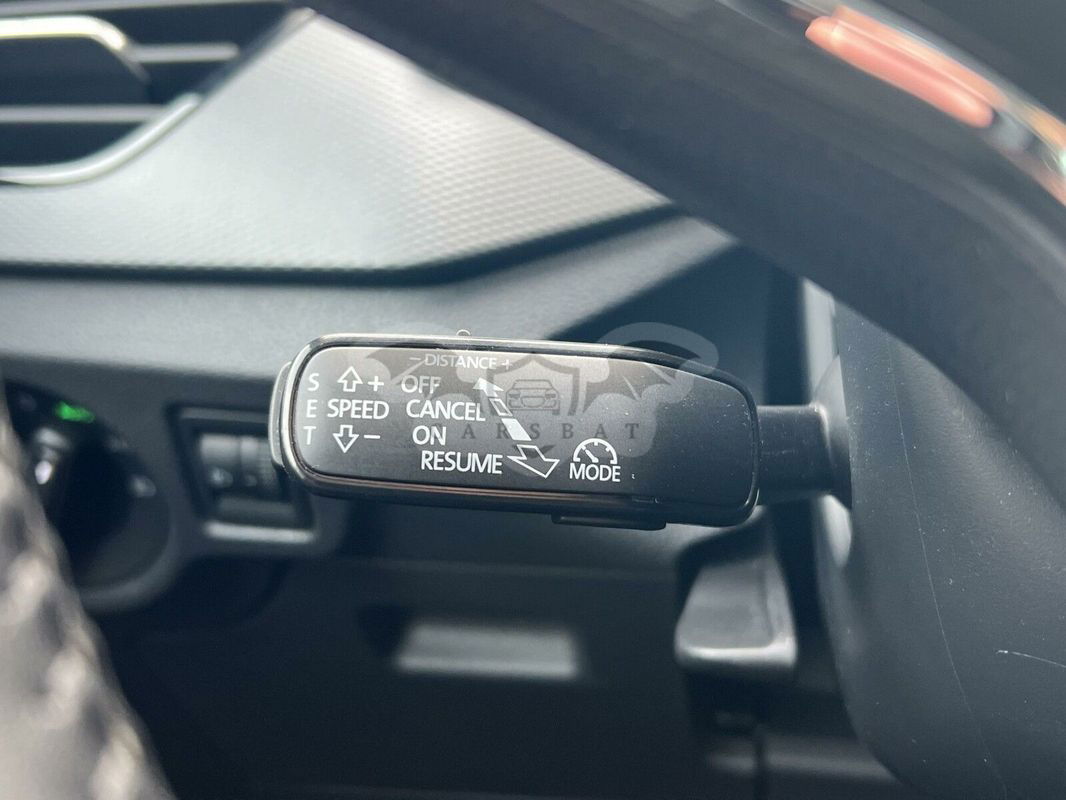 - DISTANCE +
S + OFF
E SPEED CANCEL
T - ON
RESUME
MODE
ARSBAT